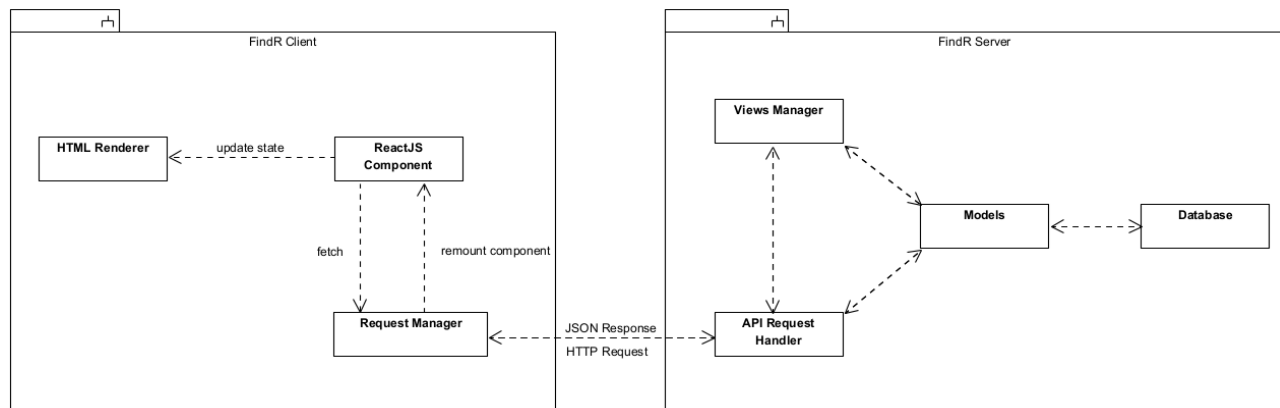 FindR Client
FindR Server
Views Manager
HTML Renderer
update state
ReactJS
Component
Models
Database
fetch
remount component
Request Manager
JSON Response
HTTP Request
API Request
Handler